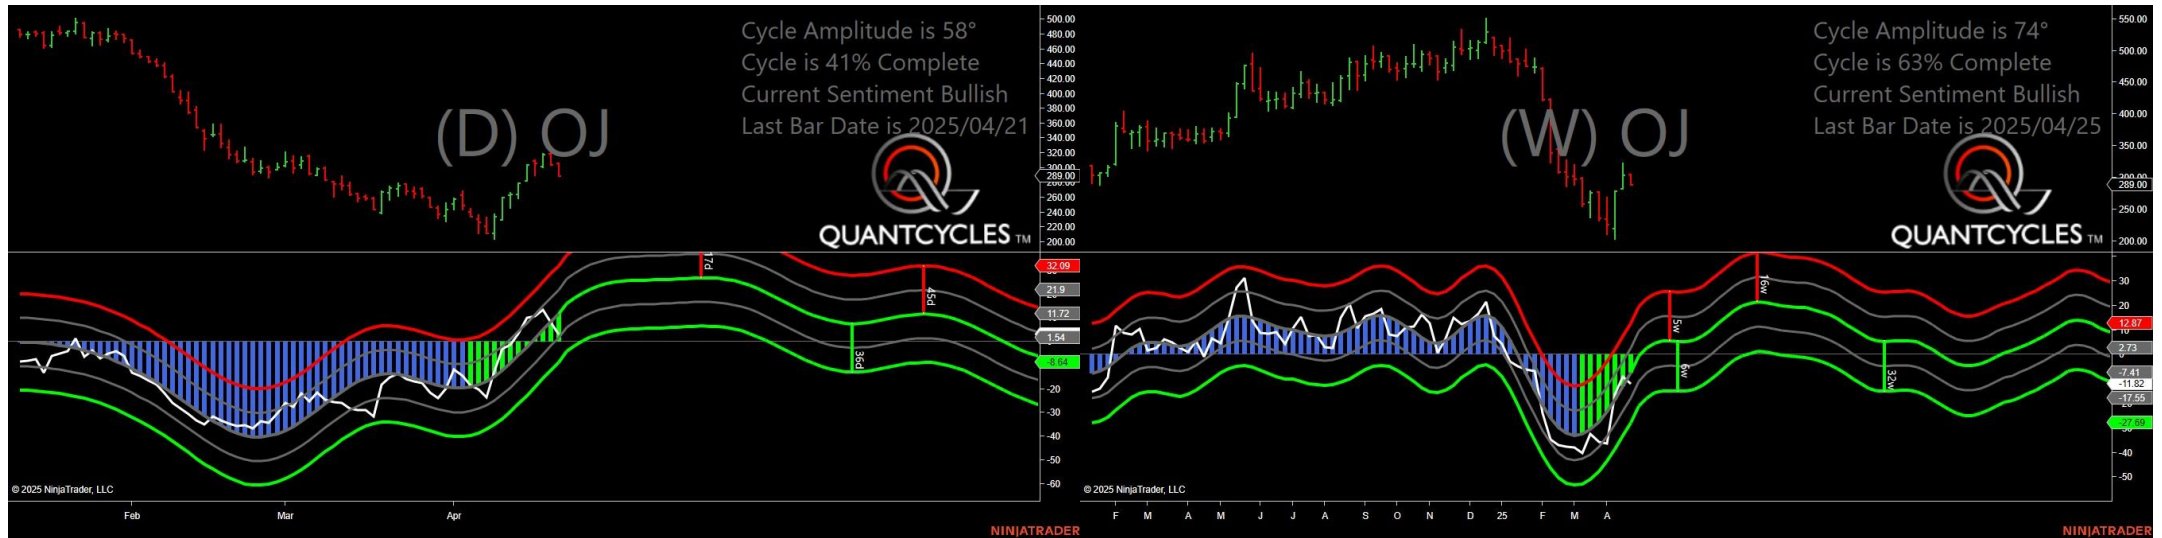 Cycle Amplitude is 58°
Cycle is 41% Complete
Current Sentiment Bullish
Last Bar Date is 2025/04/21
(D) OJ
QUANTCYCLES TM
500.00
480.00
460.00
440.00
420.00
400.00
380.00
360.00
340.00
320.00
300.00
289.00
280.00
260.00
240.00
220.00
200.00
17d
45d
36d
32.09
21.9
11.72
1.54
-8.64
-20
-30
-40
-50
-60
© 2025 NinjaTrader, LLC
Feb
Mar
Apr
NINJATRADER
Cycle Amplitude is 74°
Cycle is 63% Complete
Current Sentiment Bullish
Last Bar Date is 2025/04/25
(W) OJ
QUANTCYCLES TM
550.00
500.00
450.00
400.00
350.00
300.00
289.00
250.00
200.00
5w
16w
6w
32w
30
20
12.87
10
2.73
-7.41
-11.82
-17.55
-27.69
-40
-50
© 2025 NinjaTrader, LLC
F
M
A
M
J
J
A
S
O
N
D
25
F
M
A
NINJATRADER